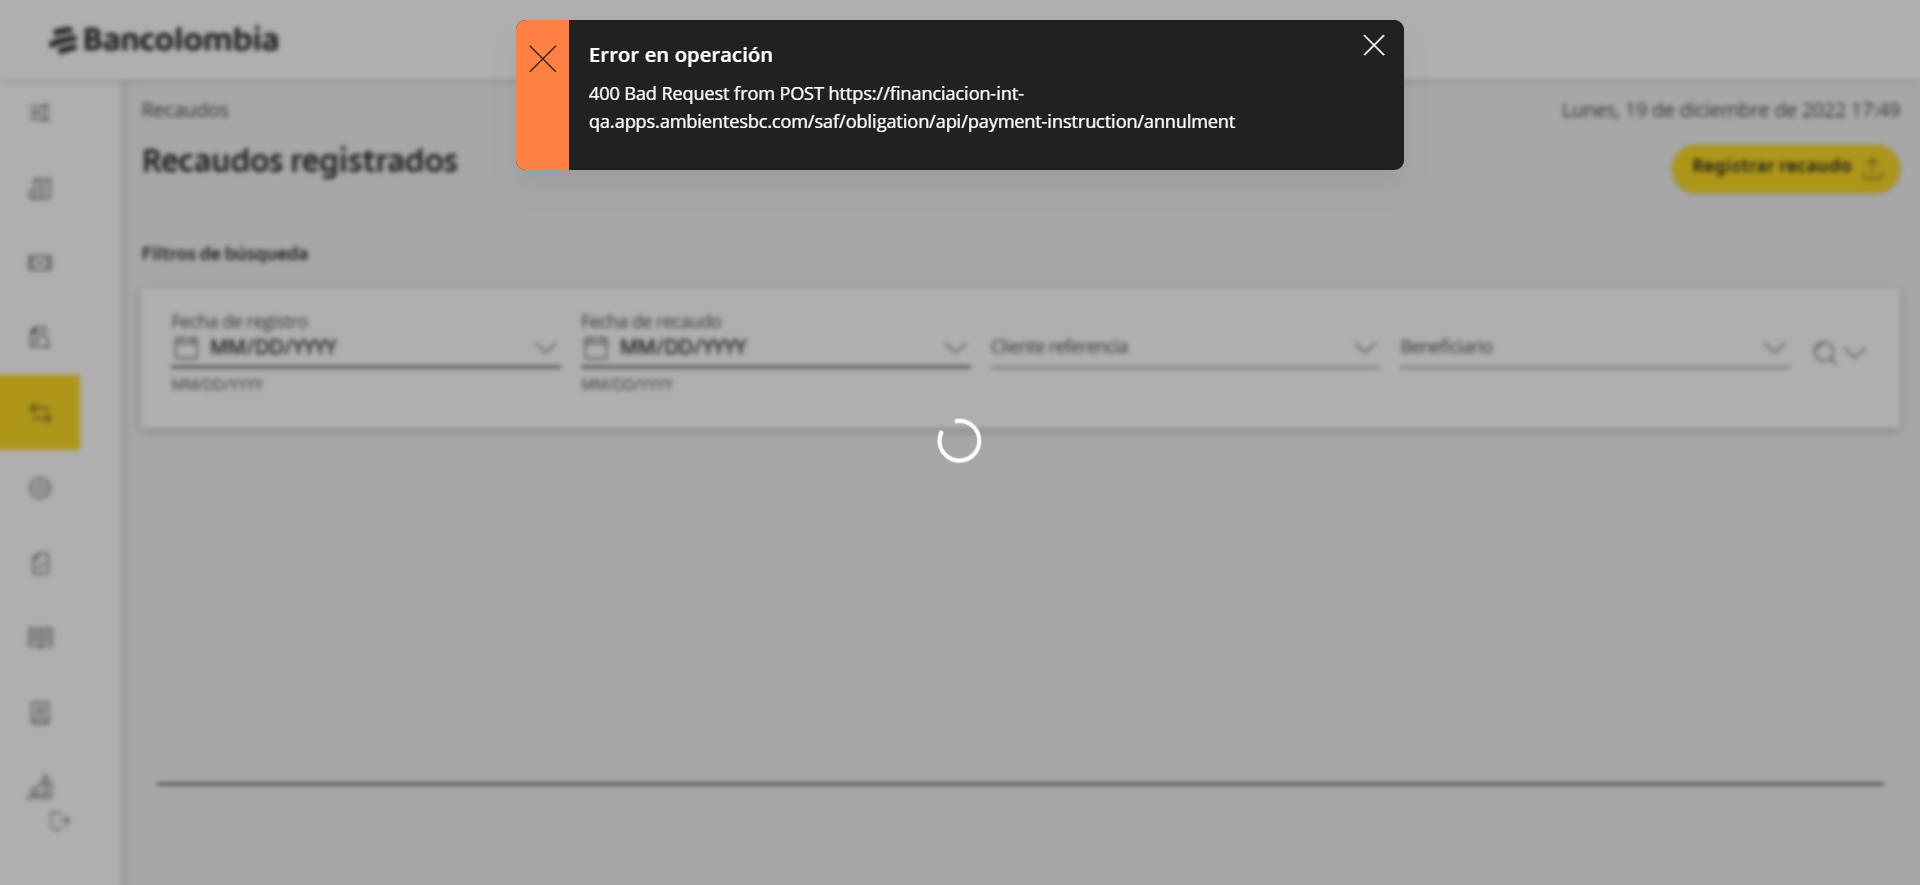 Bancolombia
Error en operación
400 Bad Request from POST https://financiacion-int-
qa.apps.ambientesbc.com/saf/obligation/api/payment-instruction/annulment
Recaudos
Lunes, 19 de diciembre de 2022 17:49
Recaudos registrados
Registrar recaudo
Filtros de búsqueda
Fecha de registro
MM/DD/YYYY
MM/DD/YYYY
Fecha de recaudo
MM/DD/YYYY
MM/DD/YYYY
Cliente referencia
Beneficiario